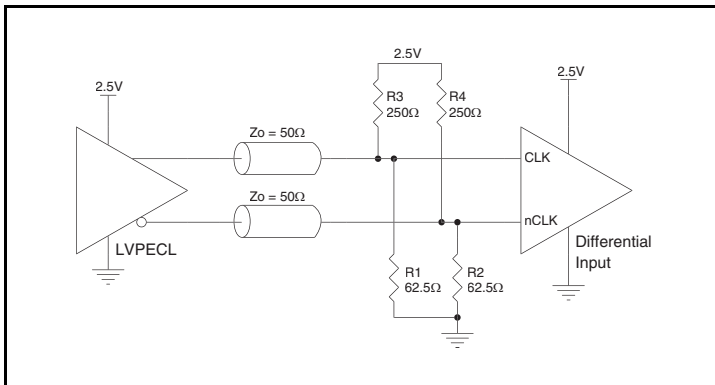 2.5V
2.5V
2.5V
R3
250Ω
R4
250Ω
Zo = 50Ω
CLK
Zo = 50Ω
nCLK
LVPECL
Differential
Input
R1
62.5Ω
R2
62.5Ω